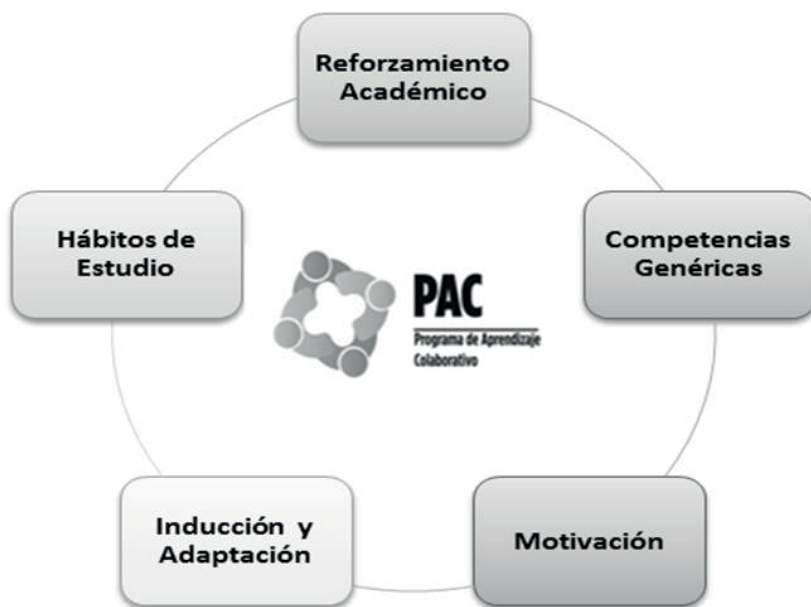 Reforzamiento
Académico
Hábitos de
Estudio
Competencias
Genéricas
PAC
Programa de Aprendizaje
Colaborativo
Inducción y
Adaptación
Motivación